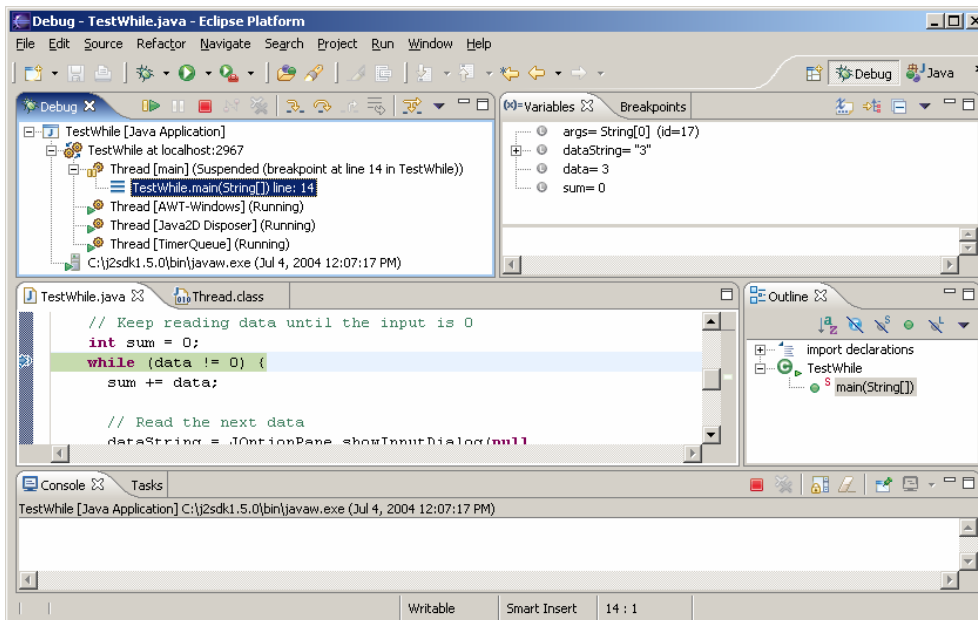 Debug - TestWhile.java - Eclipse Platform
File Edit Source Refactor Navigate Search Project Run Window Help
Debug Java
Debug
TestWhile [Java Application]
TestWhile at localhost:2967
Thread [main] (Suspended (breakpoint at line 14 in TestWhile))
TestWhile.main(String[]) line: 14
Thread [AWT-Windows] (Running)
Thread [Java2D Disposer] (Running)
Thread [TimerQueue] (Running)
C:\j2sdk1.5.0\bin\javaw.exe (Jul 4, 2004 12:07:17 PM)
(x)= Variables Breakpoints
args= String[0] (id=17)
dataString= "3"
data= 3
sum= 0
TestWhile.java Thread.class
// Keep reading data until the input is 0
int sum = 0;
while (data != 0) {
sum += data;
// Read the next data
dataString = JOptionPane.showInputDialog(null
Outline
import declarations
TestWhile
main(String[])
Console Tasks
TestWhile [Java Application] C:\j2sdk1.5.0\bin\javaw.exe (Jul 4, 2004 12:07:17 PM)
Writable Smart Insert 14 : 1